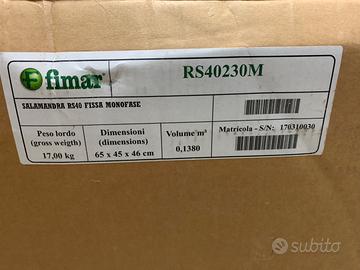 fimar
RS40230M
SALAMANDRA RS40 FISSA MONOFASE
Peso lordo
(gross weigth)
17,00 kg
Dimensioni
(dimensions)
65 x 45 x 46 cm
Volume m³
0,1380
Matricola - S/N: 170310030
subito